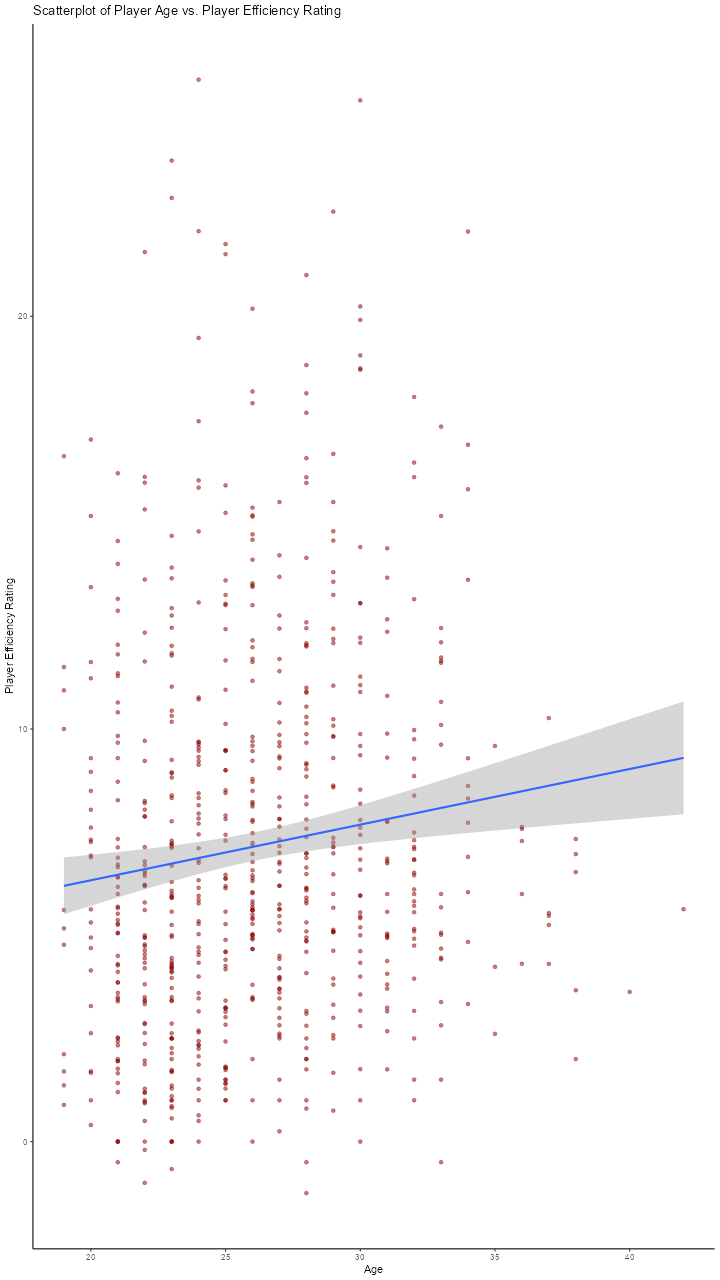 Scatterplot of Player Age vs. Player Efficiency Rating
Player Efficiency Rating
20
10
0
20 25 30 35 40
Age